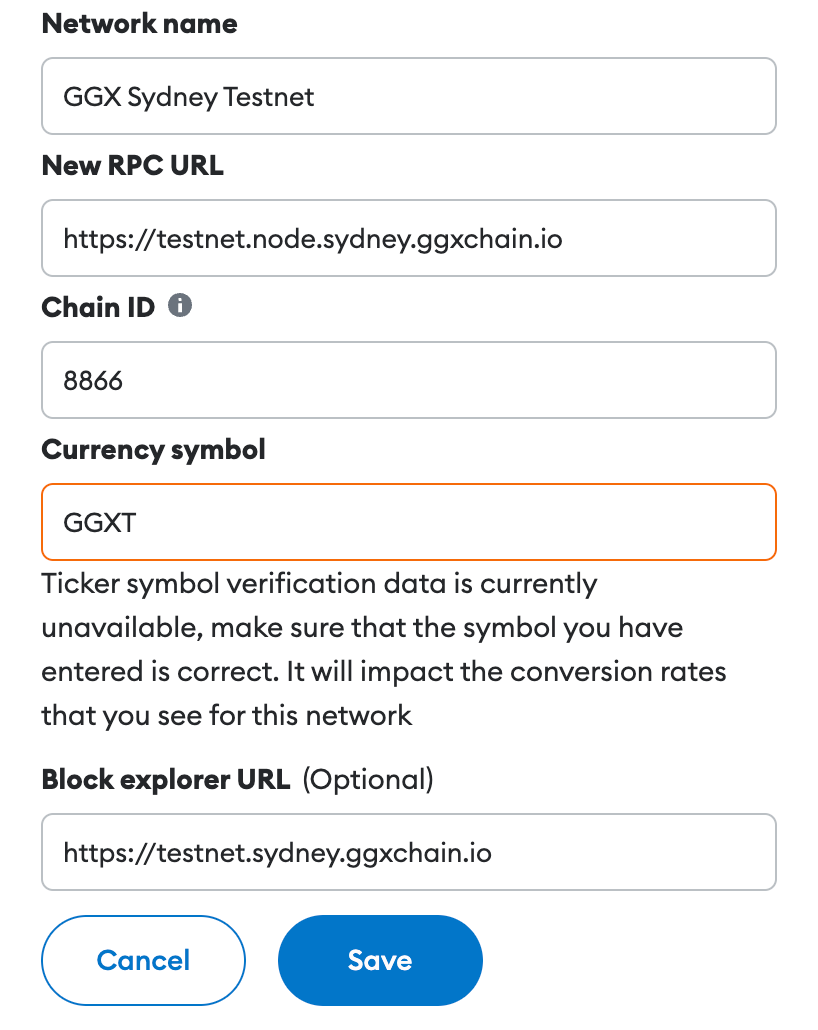 Network name
GGX Sydney Testnet
New RPC URL
https://testnet.node.sydney.ggxchain.io
Chain ID
8866
Currency symbol
GGXT
Ticker symbol verification data is currently
unavailable, make sure that the symbol you have
entered is correct. It will impact the conversion rates
that you see for this network
Block explorer URL (Optional)
https://testnet.sydney.ggxchain.io
Cancel Save